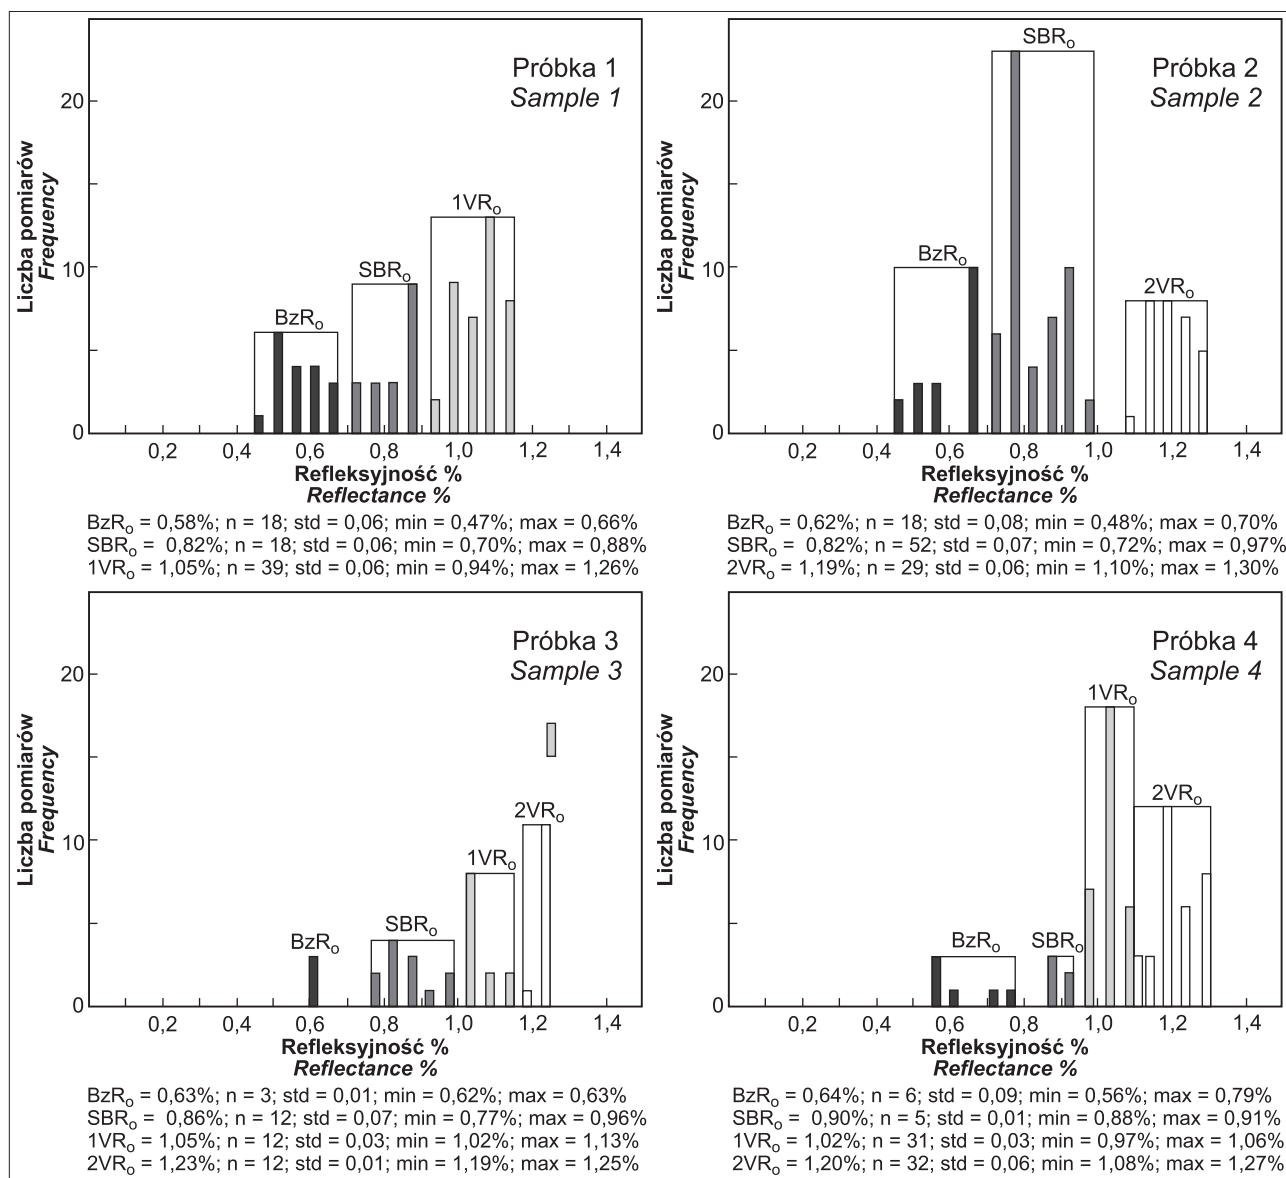 Próbka 1
Sample 1
20
10
0
Liczba pomiarów
Frequency
BzRo
SBRo
1VRo
0,2 0,4 0,6 0,8 1,0 1,2 1,4
Refleksyjność %
Reflectance %
BzRo = 0,58%; n = 18; std = 0,06; min = 0,47%; max = 0,66%
SBRo = 0,82%; n = 18; std = 0,06; min = 0,70%; max = 0,88%
1VRo = 1,05%; n = 39; std = 0,06; min = 0,94%; max = 1,26%
Próbka 2
Sample 2
20
10
0
Liczba pomiarów
Frequency
BzRo
SBRo
2VRo
0,2 0,4 0,6 0,8 1,0 1,2 1,4
Refleksyjność %
Reflectance %
BzRo = 0,62%; n = 18; std = 0,08; min = 0,48%; max = 0,70%
SBRo = 0,82%; n = 52; std = 0,07; min = 0,72%; max = 0,97%
2VRo = 1,19%; n = 29; std = 0,06; min = 1,10%; max = 1,30%
Próbka 3
Sample 3
20
10
0
Liczba pomiarów
Frequency
BzRo
SBRo
1VRo
2VRo
0,2 0,4 0,6 0,8 1,0 1,2 1,4
Refleksyjność %
Reflectance %
BzRo = 0,63%; n = 3; std = 0,01; min = 0,62%; max = 0,63%
SBRo = 0,86%; n = 12; std = 0,07; min = 0,77%; max = 0,96%
1VRo = 1,05%; n = 12; std = 0,03; min = 1,02%; max = 1,13%
2VRo = 1,23%; n = 12; std = 0,01; min = 1,19%; max = 1,25%
Próbka 4
Sample 4
20
10
0
Liczba pomiarów
Frequency
BzRo
SBRo
1VRo
2VRo
0,2 0,4 0,6 0,8 1,0 1,2 1,4
Refleksyjność %
Reflectance %
BzRo = 0,64%; n = 6; std = 0,09; min = 0,56%; max = 0,79%
SBRo = 0,90%; n = 5; std = 0,01; min = 0,88%; max = 0,91%
1VRo = 1,02%; n = 31; std = 0,03; min = 0,97%; max = 1,06%
2VRo = 1,20%; n = 32; std = 0,06; min = 1,08%; max = 1,27%